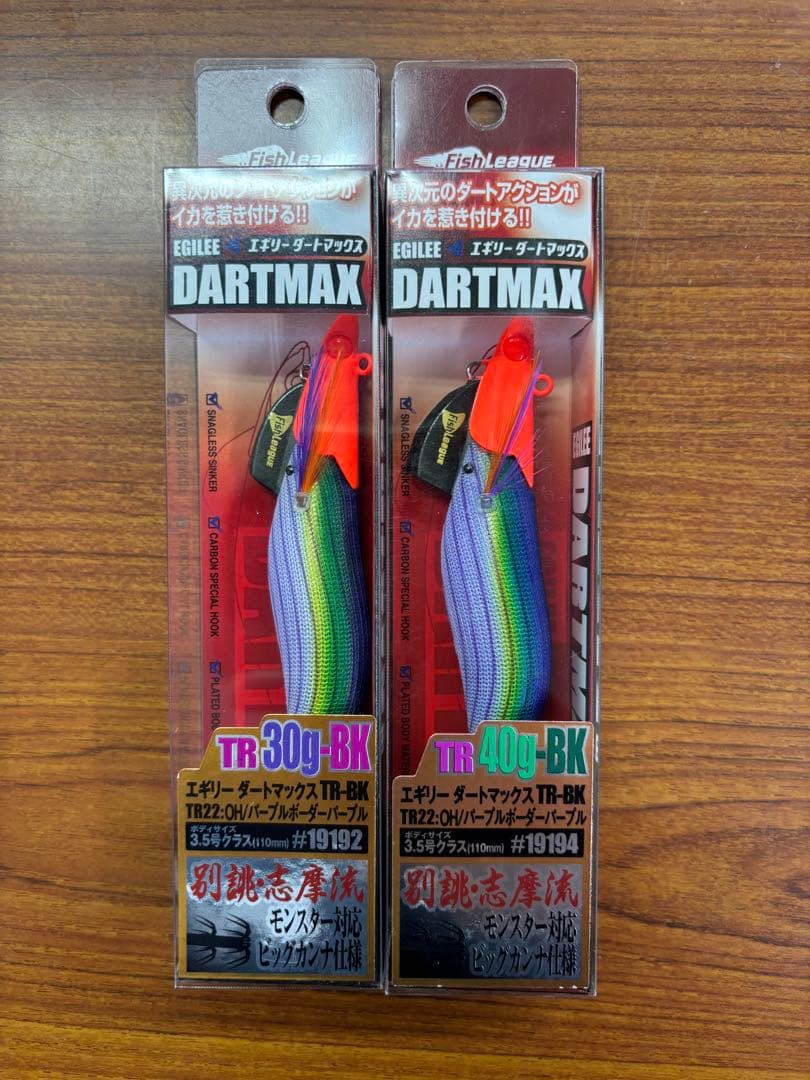 FishLeague
異次元のダートアクションが
イカを惹き付ける!!
EGILEE エギリー ダートマックス
DARTMAX
FishLeague
SNAGLESS SINKER
CARBON SPECIAL HOOK
PLATED BODY
TR 30g-BK
エギリー ダートマックス TR-BK
TR22:OH/パープルボーダーパープル
ボディサイズ
3.5号クラス(110mm) #19192
別誂・志摩流
モンスター対応
ビッグカンナ仕様
FishLeague
異次元のダートアクションが
イカを惹き付ける!!
EGILEE エギリー ダートマックス
DARTMAX
FishLeague
SNAGLESS SINKER
CARBON SPECIAL HOOK
PLATED BODY
EGILEE
TR 40g-BK
エギリー ダートマックス TR-BK
TR22:OH/パープルボーダーパープル
ボディサイズ
3.5号クラス(110mm) #19194
別誂・志摩流
モンスター対応
ビッグカンナ仕様